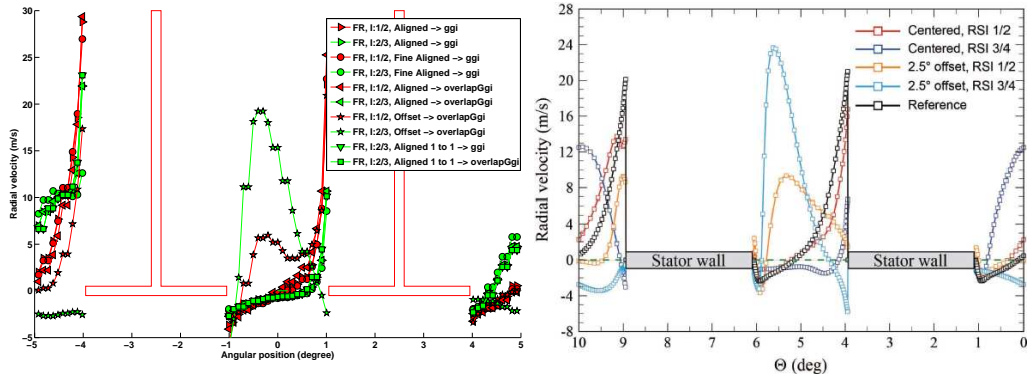 30
25
20
15
10
5
0
−5
Radial velocity (m/s)
−5
−4
−3
−2
−1
0
1
2
3
4
5
Angular position (degree)
FR, I:1/2, Aligned −> ggi
FR, I:2/3, Aligned −> ggi
FR, I:1/2, Fine Aligned −> ggi
FR, I:2/3, Fine Aligned −> ggi
FR, I:1/2, Aligned −> overlapGgi
FR, I:2/3, Aligned −> overlapGgi
FR, I:1/2, Offset −> overlapGgi
FR, I:2/3, Offset −> overlapGgi
FR, I:2/3, Aligned 1 to 1 −> ggi
FR, I:2/3, Aligned 1 to 1 −> overlapGgi
28
24
20
16
12
8
4
0
-4
-8
Radial velocity (m/s)
Centered, RSI 1/2
Centered, RSI 3/4
2.5° offset, RSI 1/2
2.5° offset, RSI 3/4
Reference
Stator wall
Stator wall
10
9
8
7
6
5
4
3
2
1
0
Θ (deg)